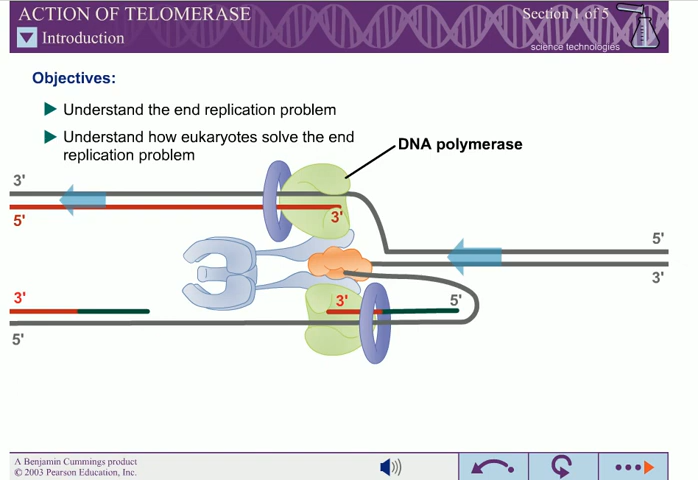 ACTION OF TELOMERASE
Section 1 of 5
Introduction
science technologies
Objectives:
Understand the end replication problem
Understand how eukaryotes solve the end
replication problem
DNA polymerase
3'
5'
3'
5'
3'
3'
3'
5'
5'
A Benjamin Cummings product
© 2003 Pearson Education, Inc.